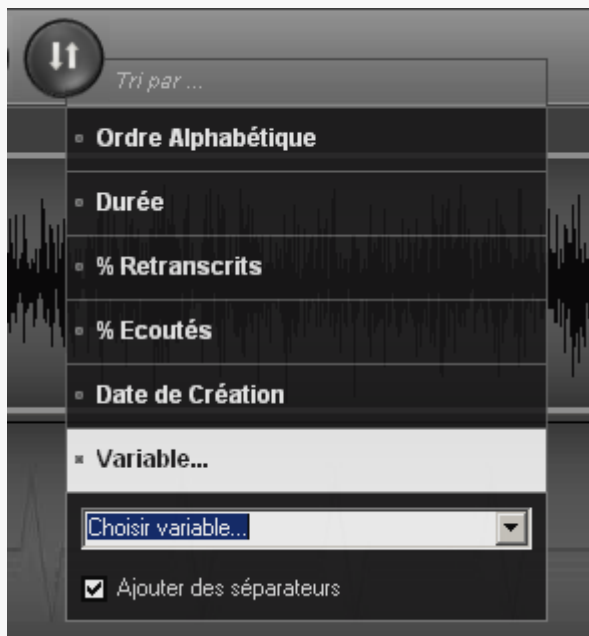 Tri par ...
Ordre Alphabétique
Durée
% Retranscrits
% Ecoutés
Date de Création
Variable...
Choisir variable...
Ajouter des séparateurs